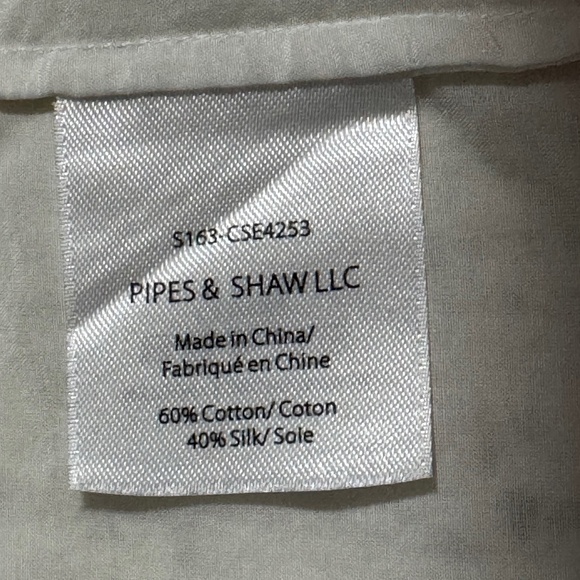 S163-CSE4253
PIPES & SHAW LLC
Made in China/
Fabriqué en Chine
60% Cotton/ Coton
40% Silk/ Soie